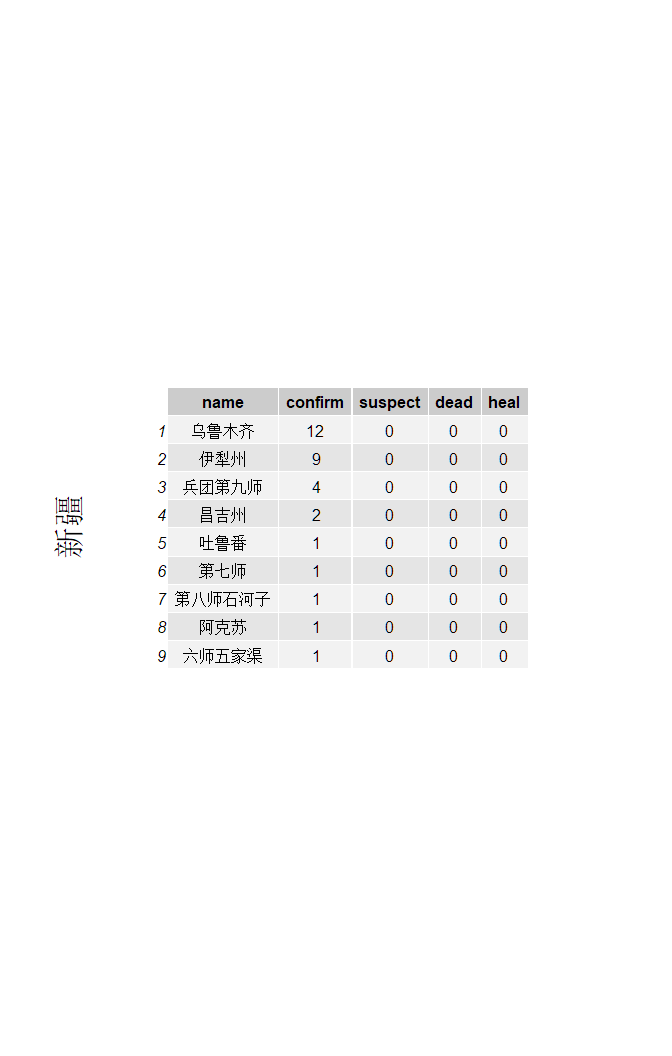 新疆
name confirm suspect dead heal
1 乌鲁木齐 12 0 0 0
2 伊犁州 9 0 0 0
3 兵团第九师 4 0 0 0
4 昌吉州 2 0 0 0
5 吐鲁番 1 0 0 0
6 第七师 1 0 0 0
7 第八师石河子 1 0 0 0
8 阿克苏 1 0 0 0
9 六师五家渠 1 0 0 0